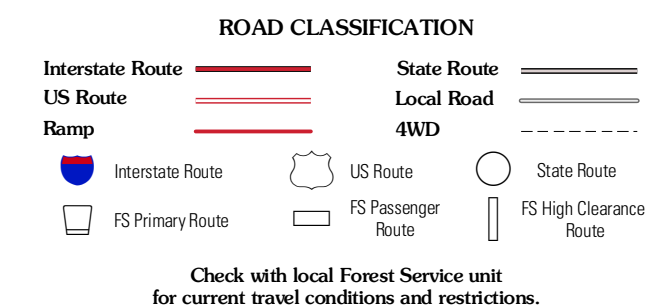 ROAD CLASSIFICATION
Interstate Route
State Route
US Route
Local Road
Ramp
4WD
Interstate Route
US Route
State Route
FS Primary Route
FS Passenger
Route
FS High Clearance
Route
Check with local Forest Service unit
for current travel conditions and restrictions.